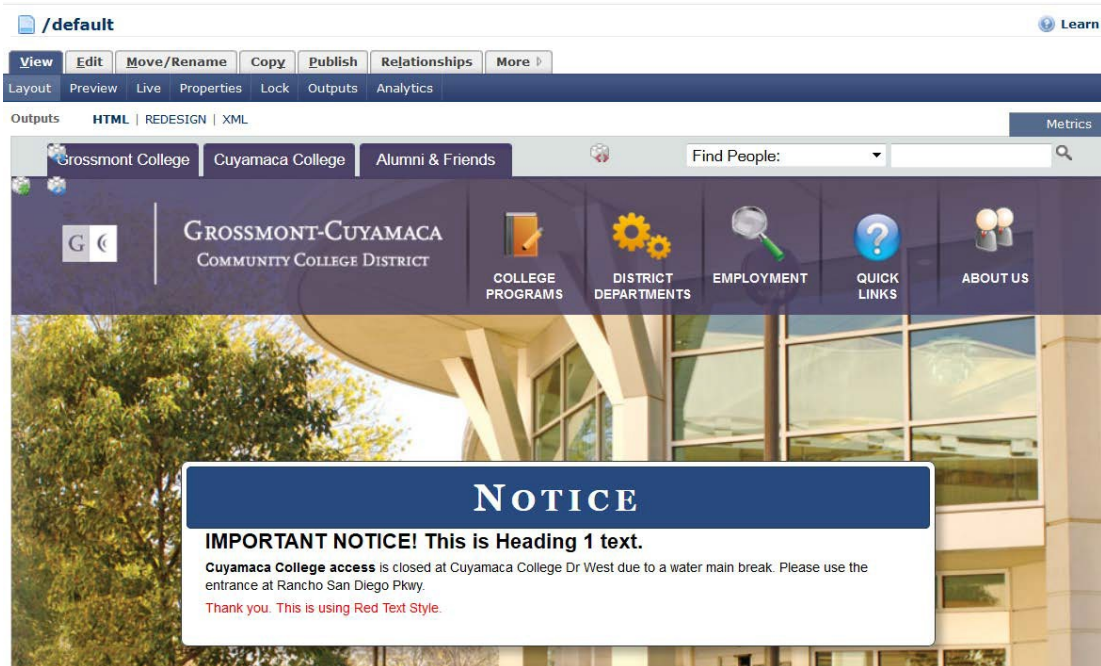 /default
Learn
View Edit Move/Rename Copy Publish Relationships More
Layout Preview Live Properties Lock Outputs Analytics
Outputs HTML | REDESIGN | XML
Metrics
Grossmont College Cuyamaca College Alumni & Friends Find People:
G C
GROSSMONT-CUYAMACA
COMMUNITY COLLEGE DISTRICT
COLLEGE
PROGRAMS
DISTRICT
DEPARTMENTS
EMPLOYMENT
QUICK
LINKS
ABOUT US
NOTICE
IMPORTANT NOTICE! This is Heading 1 text.
Cuyamaca College access is closed at Cuyamaca College Dr West due to a water main break. Please use the
entrance at Rancho San Diego Pkwy.
Thank you. This is using Red Text Style.